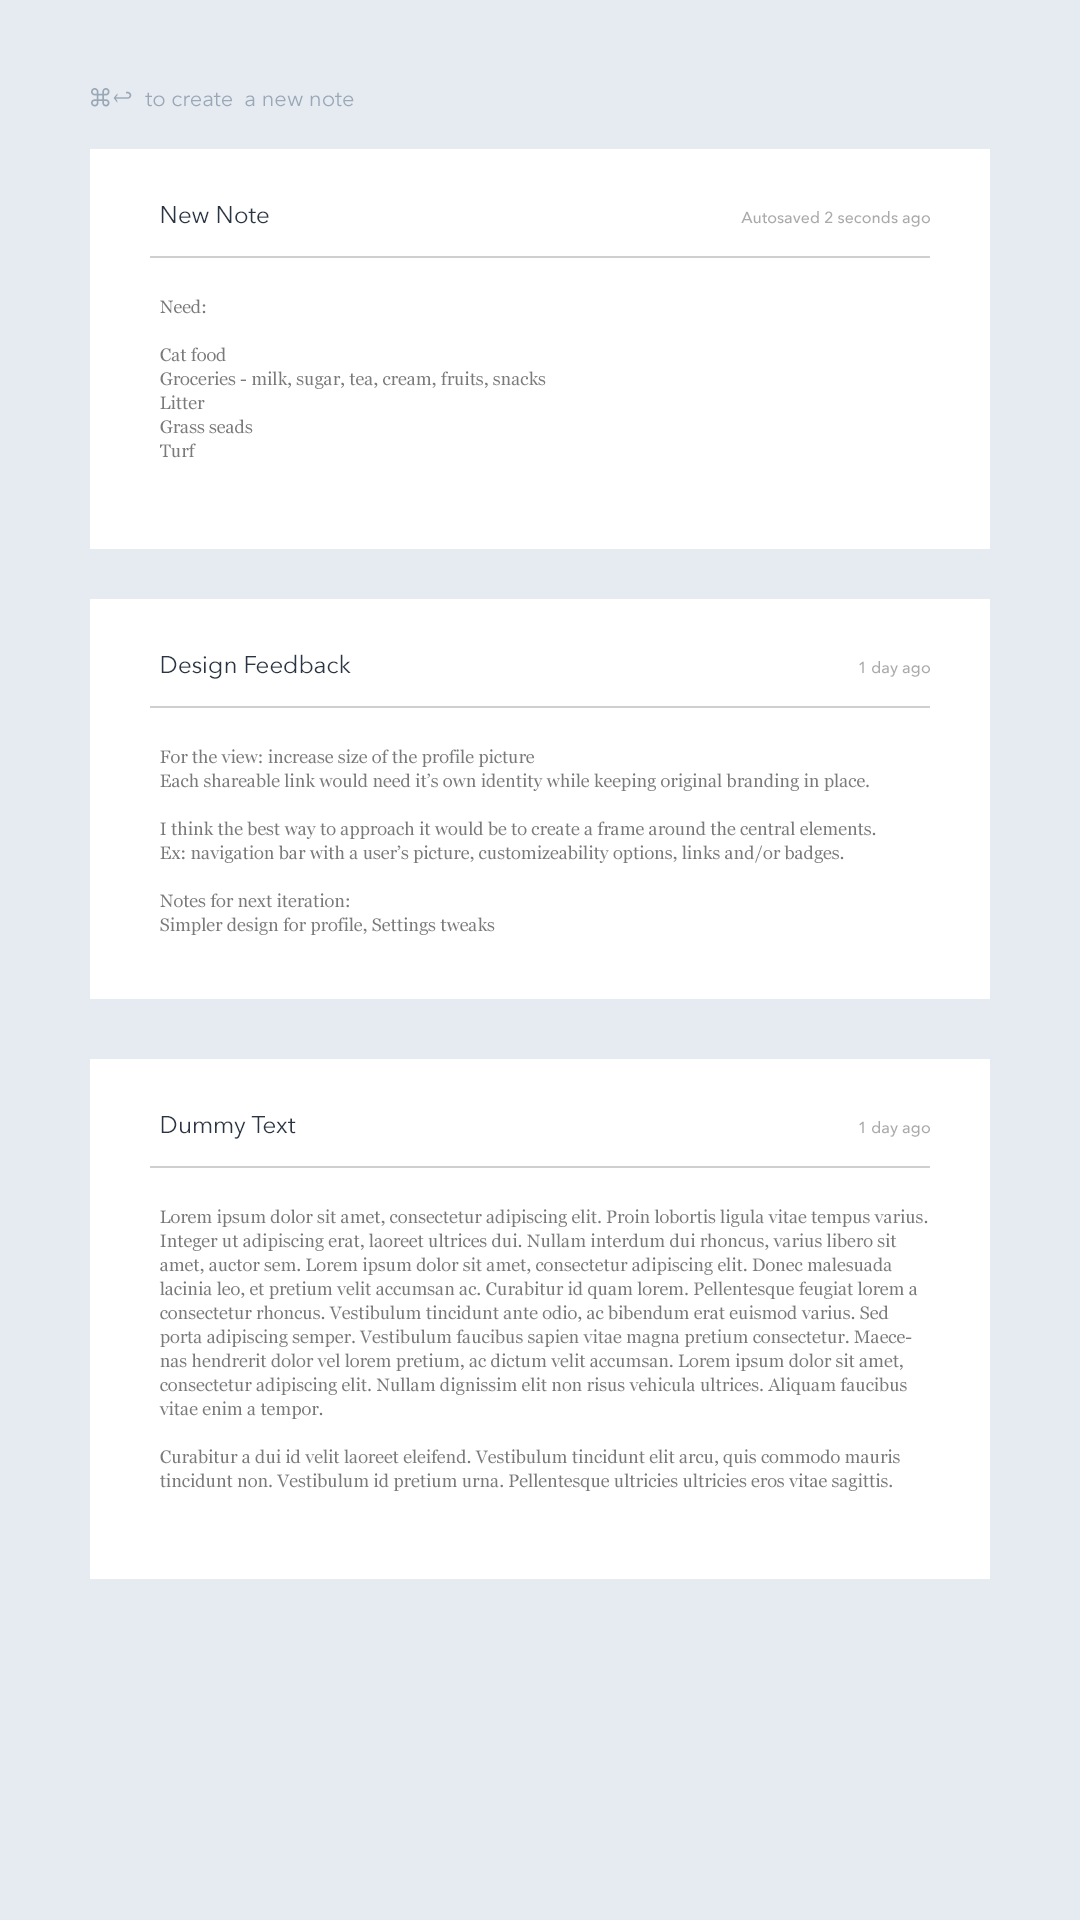 ⌘↩ to create a new note
New Note
Autosaved 2 seconds ago
Need:
Cat food
Groceries - milk, sugar, tea, cream, fruits, snacks
Litter
Grass seads
Turf
Design Feedback
1 day ago
For the view: increase size of the profile picture
Each shareable link would need it’s own identity while keeping original branding in place.
I think the best way to approach it would be to create a frame around the central elements.
Ex: navigation bar with a user’s picture, customizeability options, links and/or badges.
Notes for next iteration:
Simpler design for profile, Settings tweaks
Dummy Text
1 day ago
Lorem ipsum dolor sit amet, consectetur adipiscing elit. Proin lobortis ligula vitae tempus varius.
Integer ut adipiscing erat, laoreet ultrices dui. Nullam interdum dui rhoncus, varius libero sit
amet, auctor sem. Lorem ipsum dolor sit amet, consectetur adipiscing elit. Donec malesuada
lacinia leo, et pretium velit accumsan ac. Curabitur id quam lorem. Pellentesque feugiat lorem a
consectetur rhoncus. Vestibulum tincidunt ante odio, ac bibendum erat euismod varius. Sed
porta adipiscing semper. Vestibulum faucibus sapien vitae magna pretium consectetur. Maece-
nas hendrerit dolor vel lorem pretium, ac dictum velit accumsan. Lorem ipsum dolor sit amet,
consectetur adipiscing elit. Nullam dignissim elit non risus vehicula ultrices. Aliquam faucibus
vitae enim a tempor.
Curabitur a dui id velit laoreet eleifend. Vestibulum tincidunt elit arcu, quis commodo mauris
tincidunt non. Vestibulum id pretium urna. Pellentesque ultricies ultricies eros vitae sagittis.